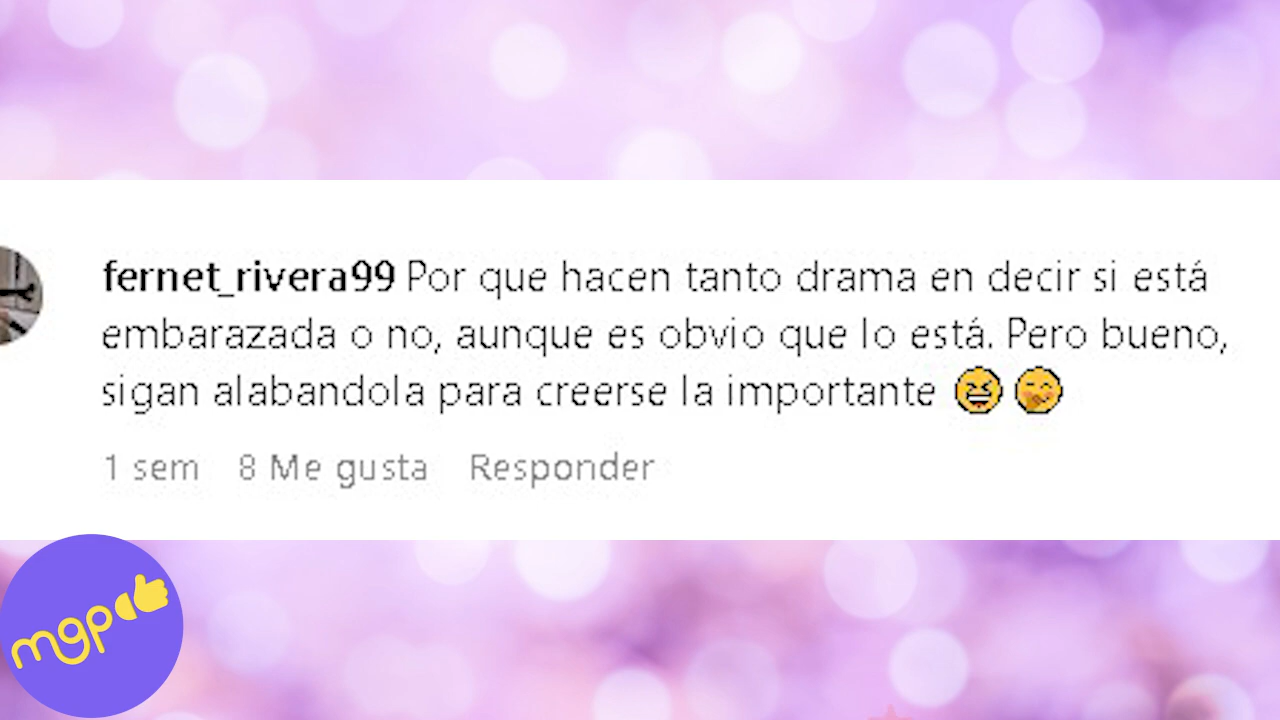 fernet_rivera99 Por que hacen tanto drama en decir si está
embarazada o no, aunque es obvio que lo está. Pero bueno,
sigan alabandola para creerse la importante 😆🤭
1 sem 8 Me gusta Responder
mgp